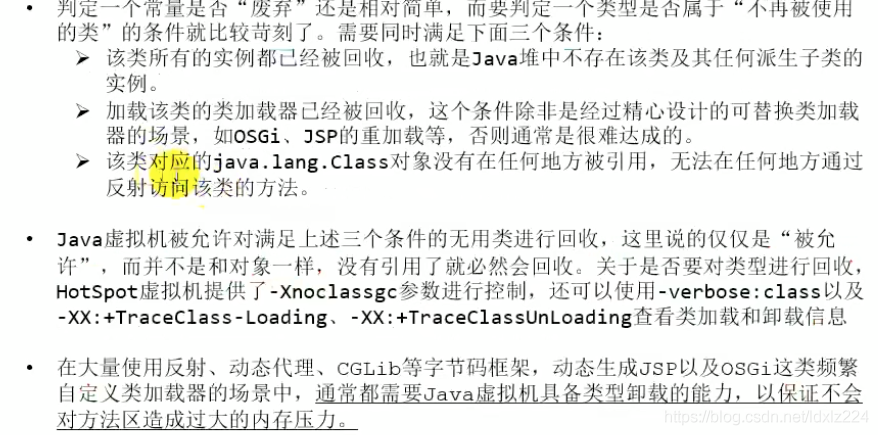 • 判定一个常量是否“废弃”还是相对简单，而要判定一个类型是否属于“不再被使用
的类”的条件就比较苛刻了。需要同时满足下面三个条件：
➢ 该类所有的实例都已经被回收，也就是Java堆中不存在该类及其任何派生子类的
实例。
➢ 加载该类的类加载器已经被回收，这个条件除非是经过精心设计的可替换类加载
器的场景，如OSGi、JSP的重加载等，否则通常是很难达成的。
➢ 该类对应的java.lang.Class对象没有在任何地方被引用，无法在任何地方通过
反射访问该类的方法。
• Java虚拟机被允许对满足上述三个条件的无用类进行回收，这里说的仅仅是“被允
许”，而并不是和对象一样，没有引用了就必然会回收。关于是否要对类型进行回收，
HotSpot虚拟机提供了-Xnoclassgc参数进行控制，还可以使用-verbose:class以及
-XX:+TraceClass-Loading、-XX:+TraceClassUnLoading查看类加载和卸载信息
• 在大量使用反射、动态代理、CGLib等字节码框架，动态生成JSP以及OSGi这类频繁
自定义类加载器的场景中，通常都需要Java虚拟机具备类型卸载的能力，以保证不会
对方法区造成过大的内存压力。
https://blog.csdn.net/ldxlz224